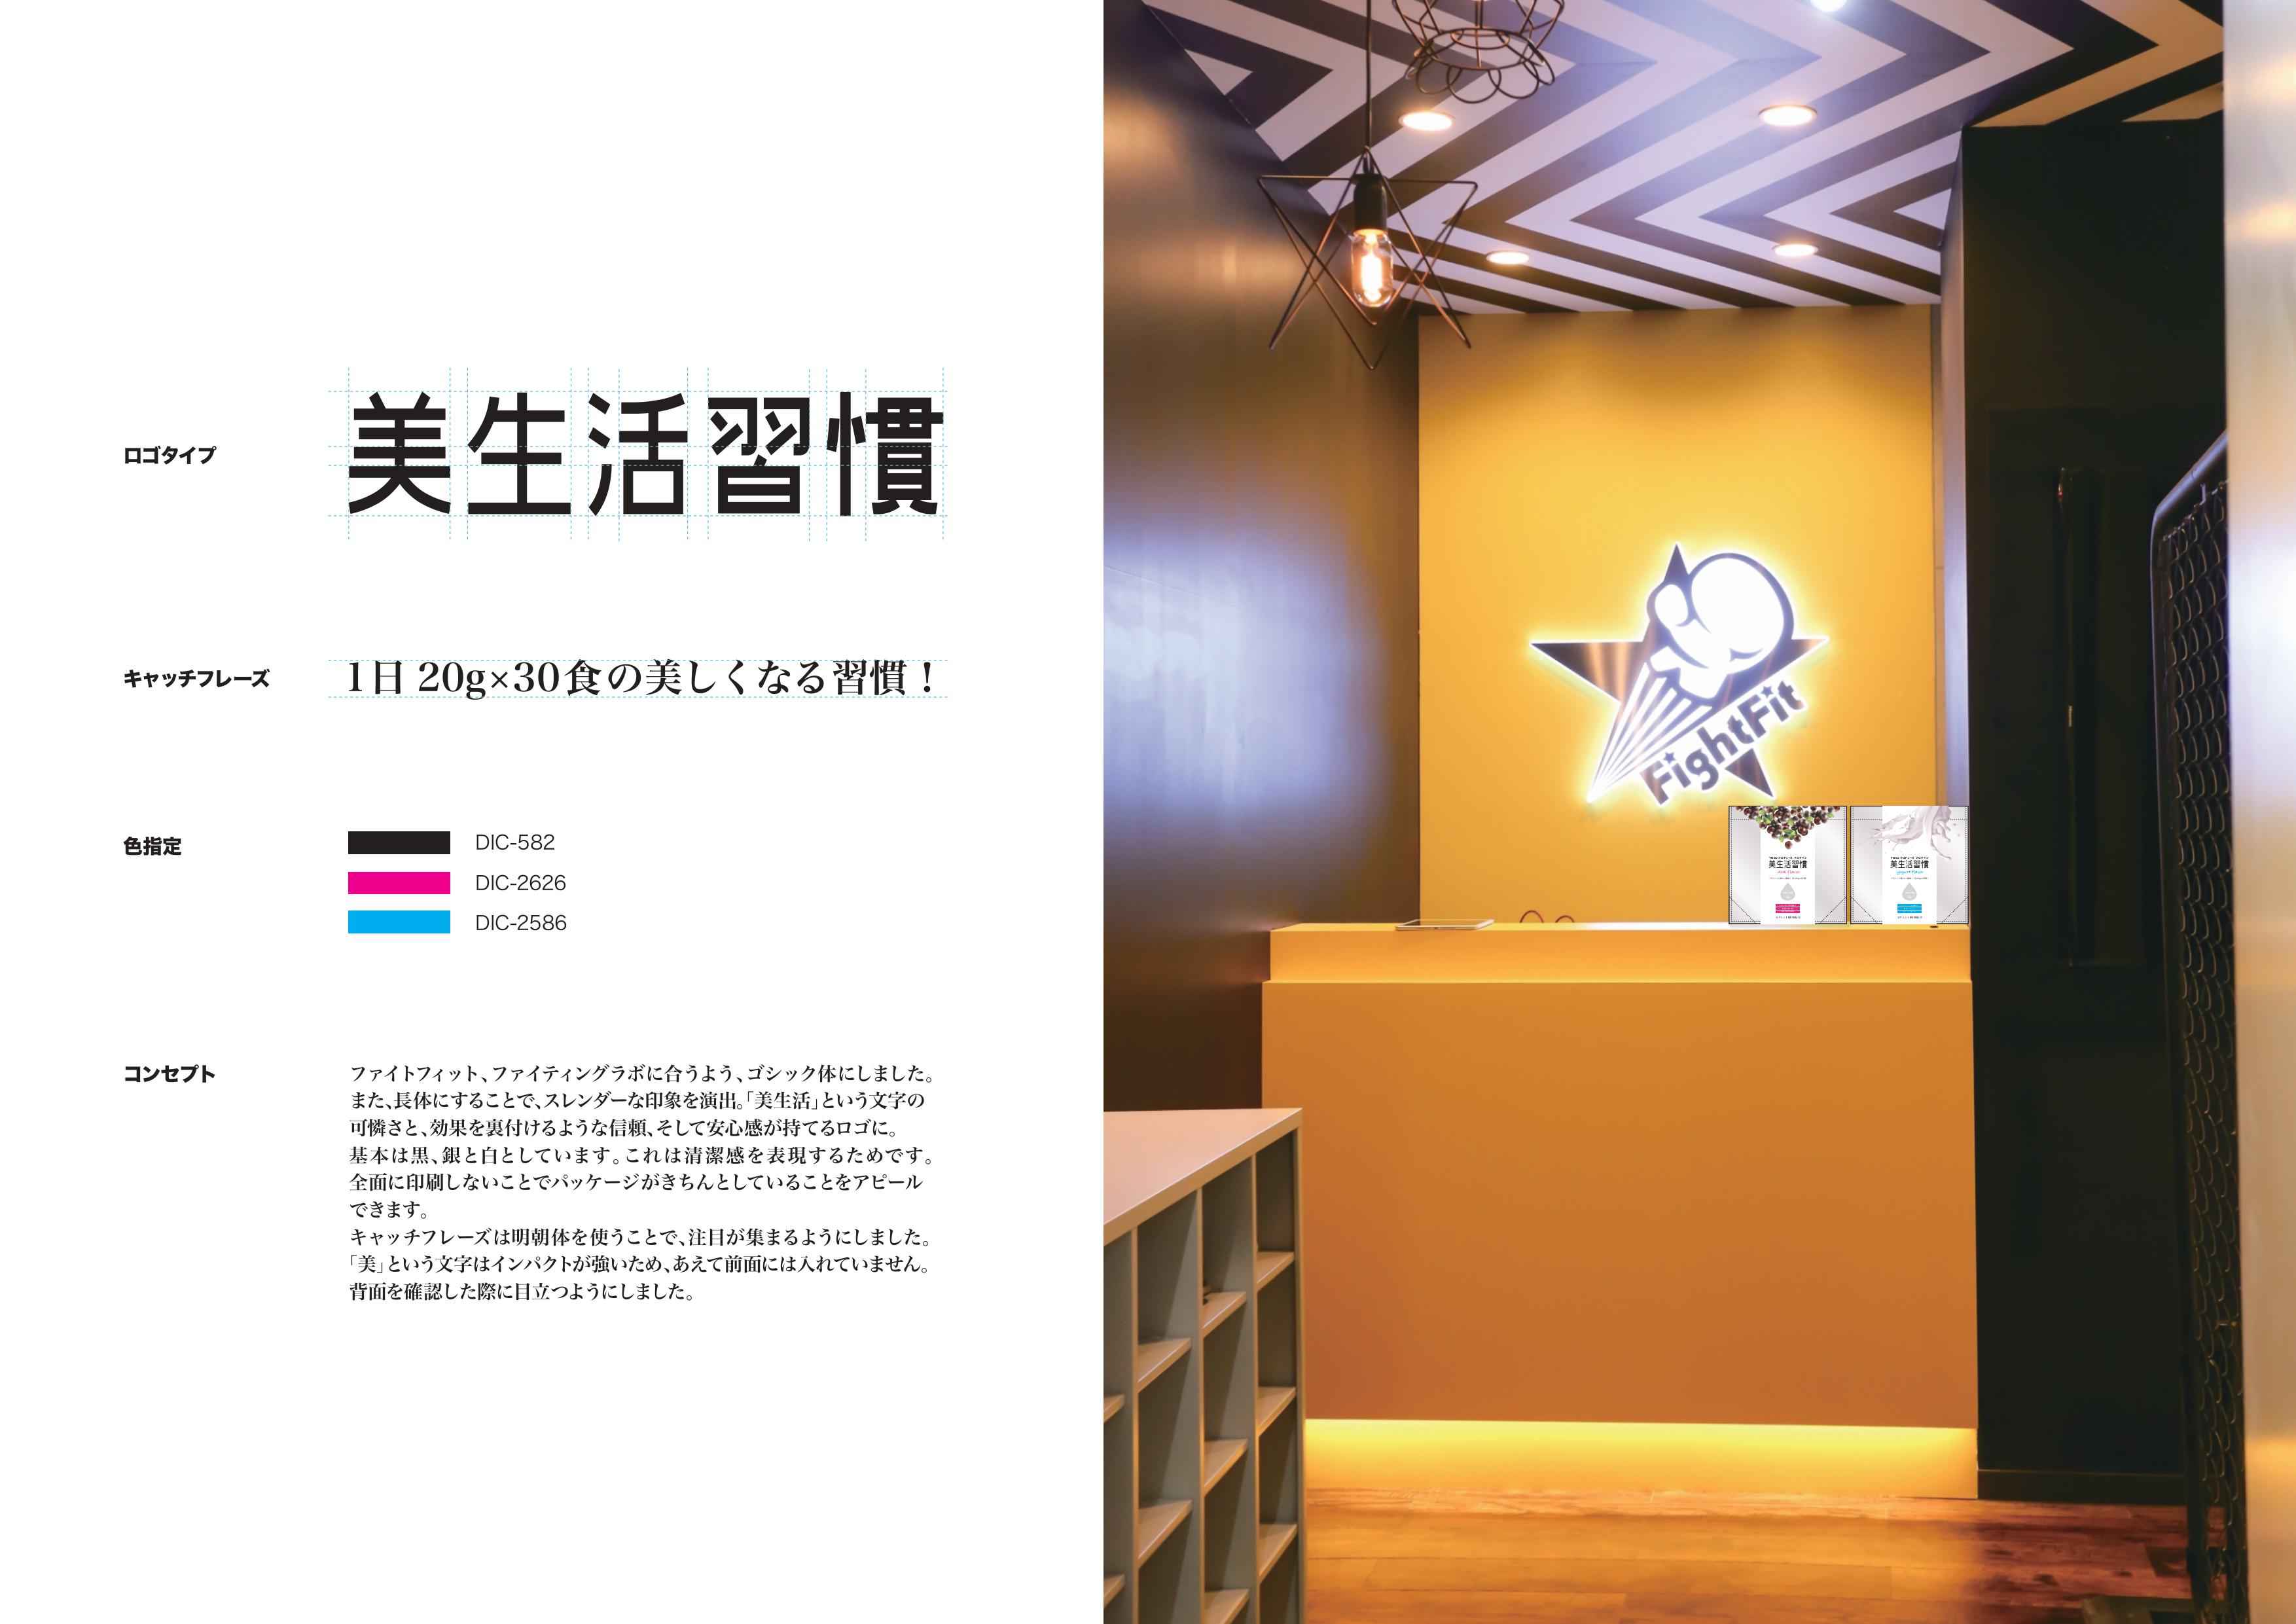 ロゴタイプ
美生活習慣
キャッチフレーズ
1日 20g×30食の美しくなる習慣！
色指定
DIC-582
DIC-2626
DIC-2586
コンセプト
ファイトフィット、ファイティングラボに合うよう、ゴシック体にしました。
また、長体にすることで、スレンダーな印象を演出。「美生活」という文字の
可憐さと、効果を裏付けるような信頼、そして安心感が持てるロゴに。
基本は黒、銀と白としています。これは清潔感を表現するためです。
全面に印刷しないことでパッケージがきちんとしていることをアピール
できます。
キャッチフレーズは明朝体を使うことで、注目が集まるようにしました。
「美」という文字はインパクトが強いため、あえて前面には入れていません。
背面を確認した際に目立つようにしました。
FightFit
美生活習慣
美生活習慣
yogurt flavor